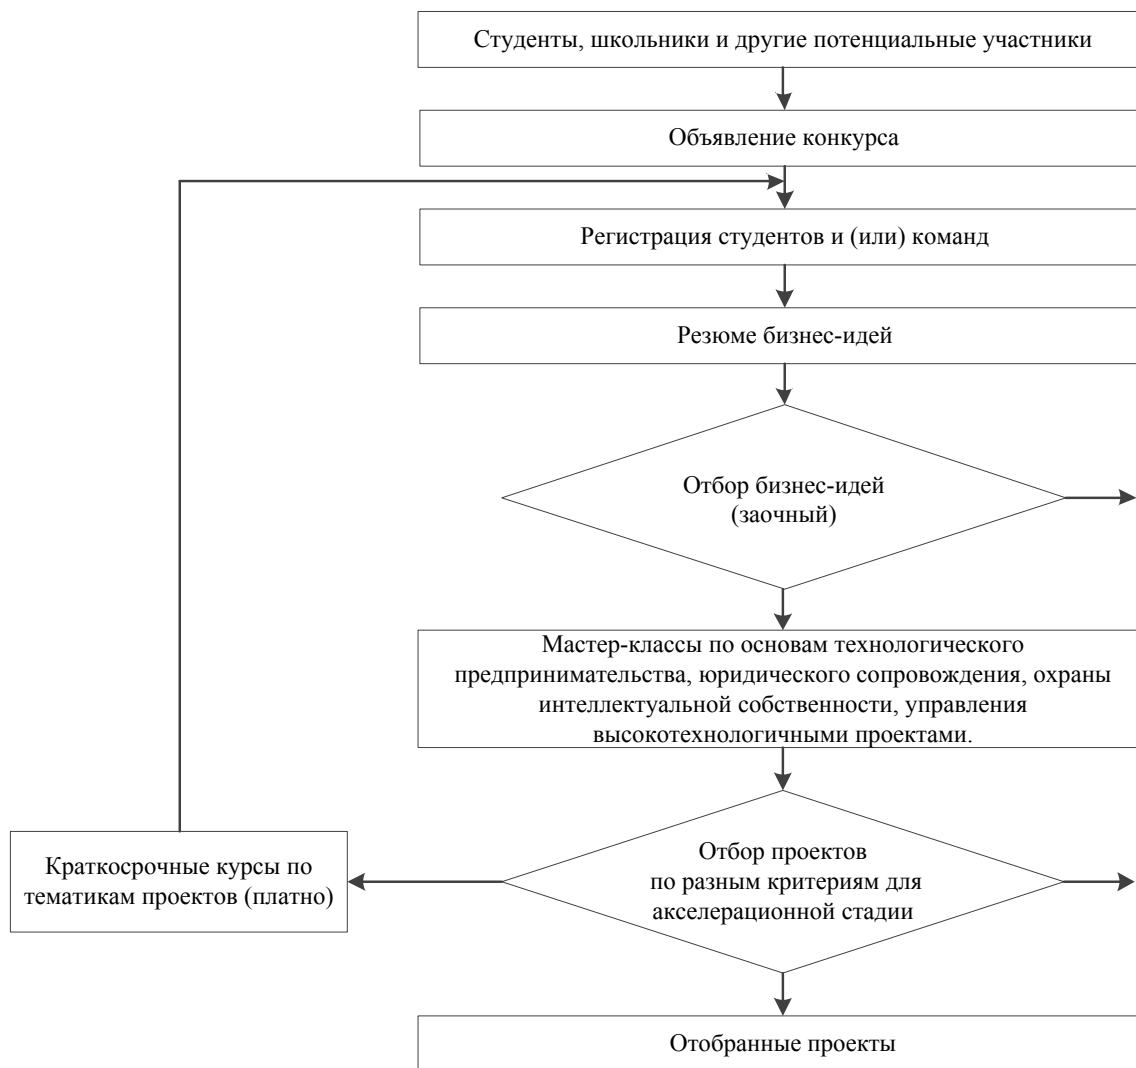 Студенты, школьники и другие потенциальные участники
Объявление конкурса
Регистрация студентов и (или) команд
Резюме бизнес-идей
Отбор бизнес-идей
(заочный)
Мастер-классы по основам технологического
предпринимательства, юридического сопровождения, охраны
интеллектуальной собственности, управления
высокотехнологичными проектами.
Краткосрочные курсы по
тематикам проектов (платно)
Отбор проектов
по разным критериям для
акселерационной стадии
Отобранные проекты